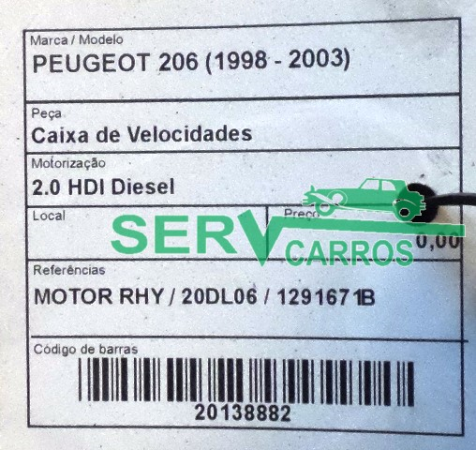 Marca / Modelo
PEUGEOT 206 (1998 - 2003)
Peça
Caixa de Velocidades
Motorização
2.0 HDI Diesel
Local
Preço
0,00
SERV
CARROS
Referências
MOTOR RHY / 20DL06 / 1291671B
Código de barras
20138882